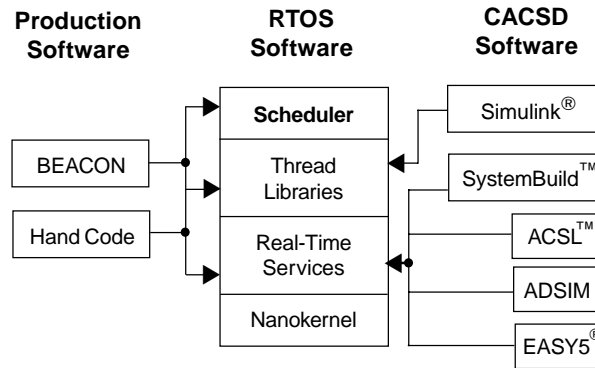 Production
Software
RTOS
Software
CACSD
Software
BEACON
Hand Code
Scheduler
Thread
Libraries
Real-Time
Services
Nanokernel
Simulink®
SystemBuild™
ACSL™
ADSIM
EASY5®